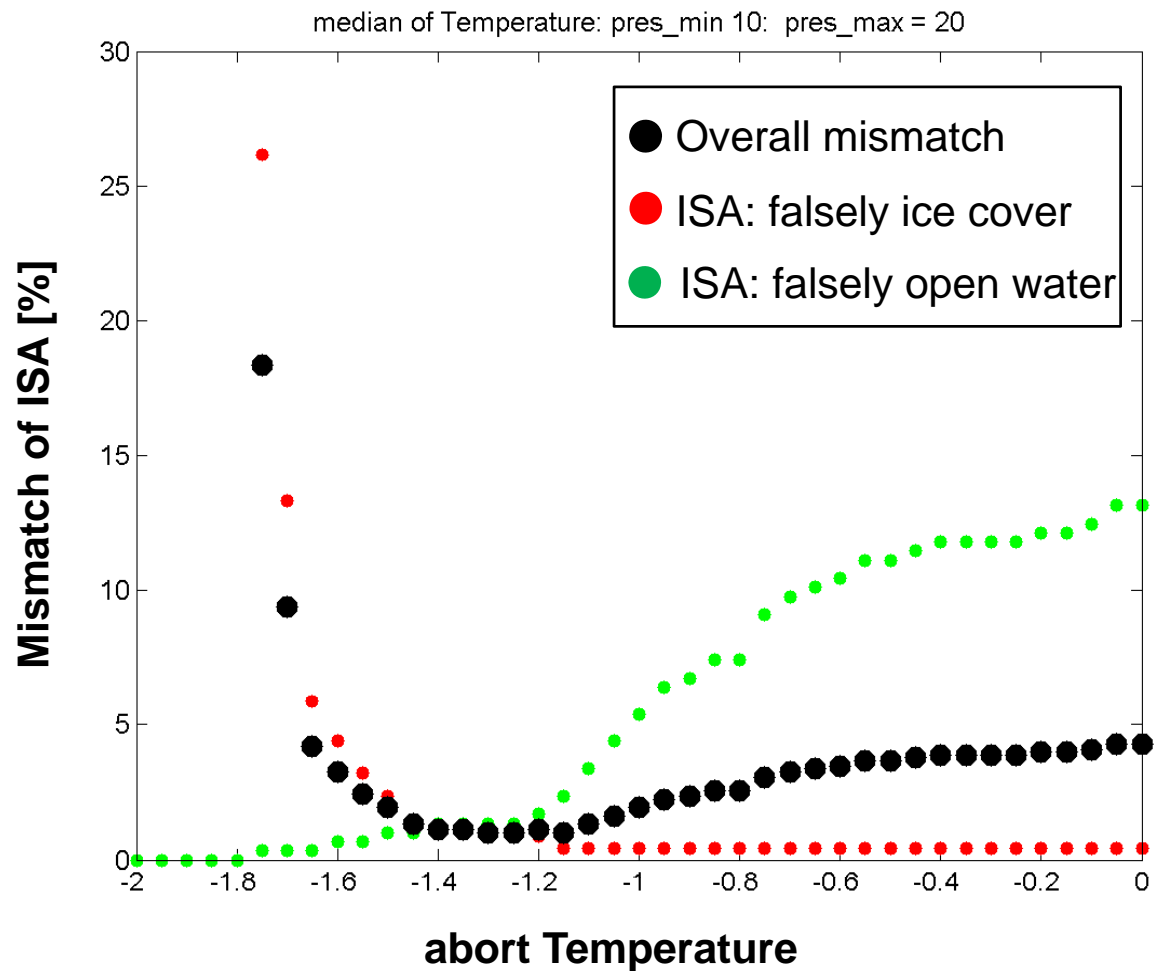 median of Temperature: pres_min 10:  pres_max = 20
30
25
20
15
10
5
0
Mismatch of ISA [%]
Overall mismatch
ISA: falsely ice cover
ISA: falsely open water
-2 -1.8 -1.6 -1.4 -1.2 -1 -0.8 -0.6 -0.4 -0.2 0
abort Temperature